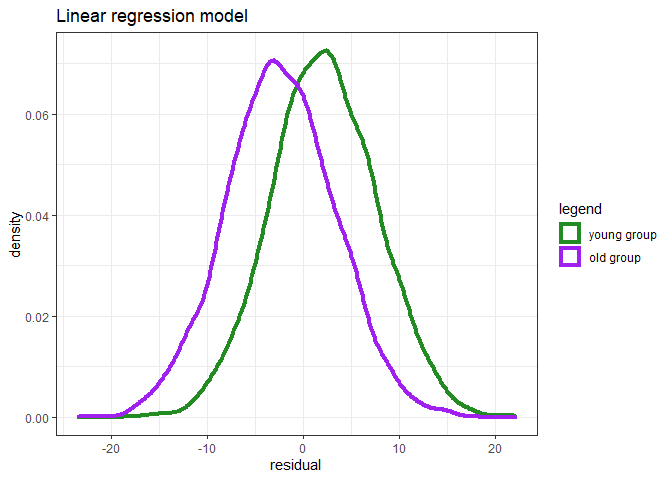 Linear regression model
density
0.06
0.04
0.02
0.00
-20
-10
0
10
20
residual
legend
young group
old group